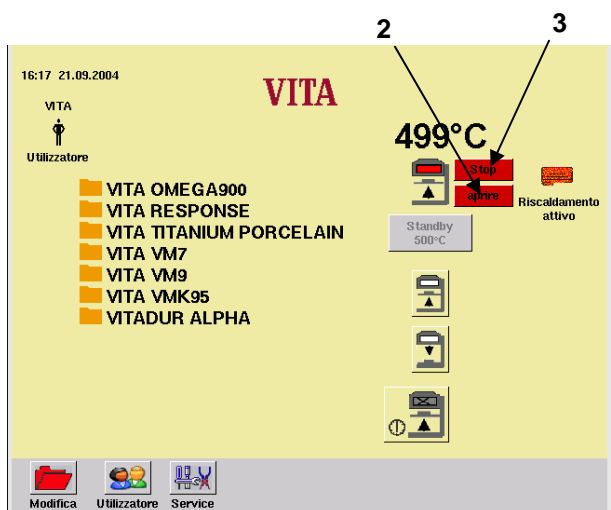 2
3
16:17 21.09.2004
VITA
VITA
Utilizzatore
499°C
Stop
aprire
Riscaldamento
attivo
Standby
500°C
VITA OMEGA900
VITA RESPONSE
VITA TITANIUM PORCELAIN
VITA VM7
VITA VM9
VITA VMK95
VITADUR ALPHA
Modifica
Utilizzatore
Service